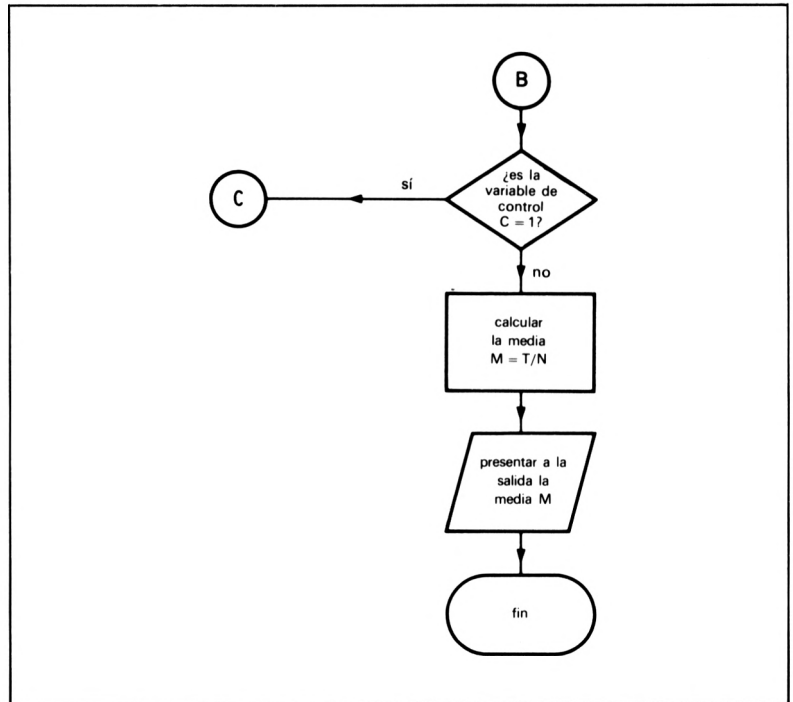 B
¿es la
variable de
control
C = 1?
sí
C
no
calcular
la media
M = T/N
presentar a la
salida la
media M
fin